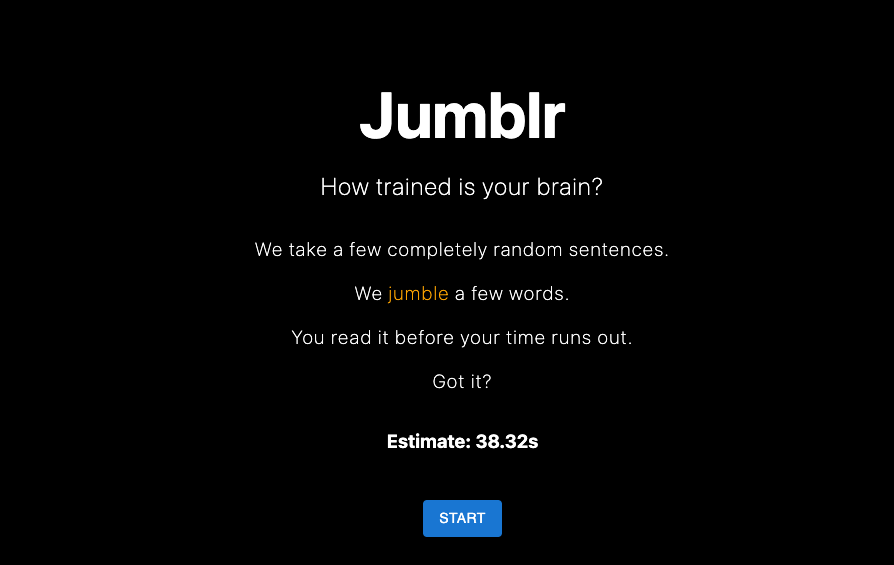 Jumblr
How trained is your brain?
We take a few completely random sentences.
We jumble a few words.
You read it before your time runs out.
Got it?
Estimate: 38.32s
START